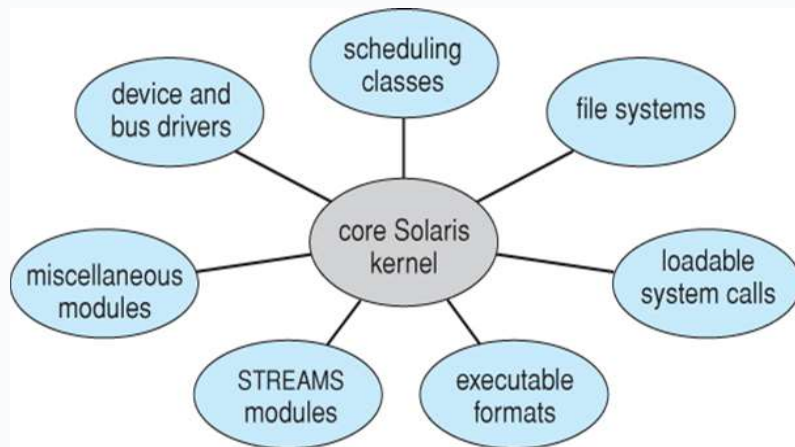 scheduling
classes
device and
bus drivers
file systems
core Solaris
kernel
miscellaneous
modules
loadable
system calls
STREAMS
modules
executable
formats